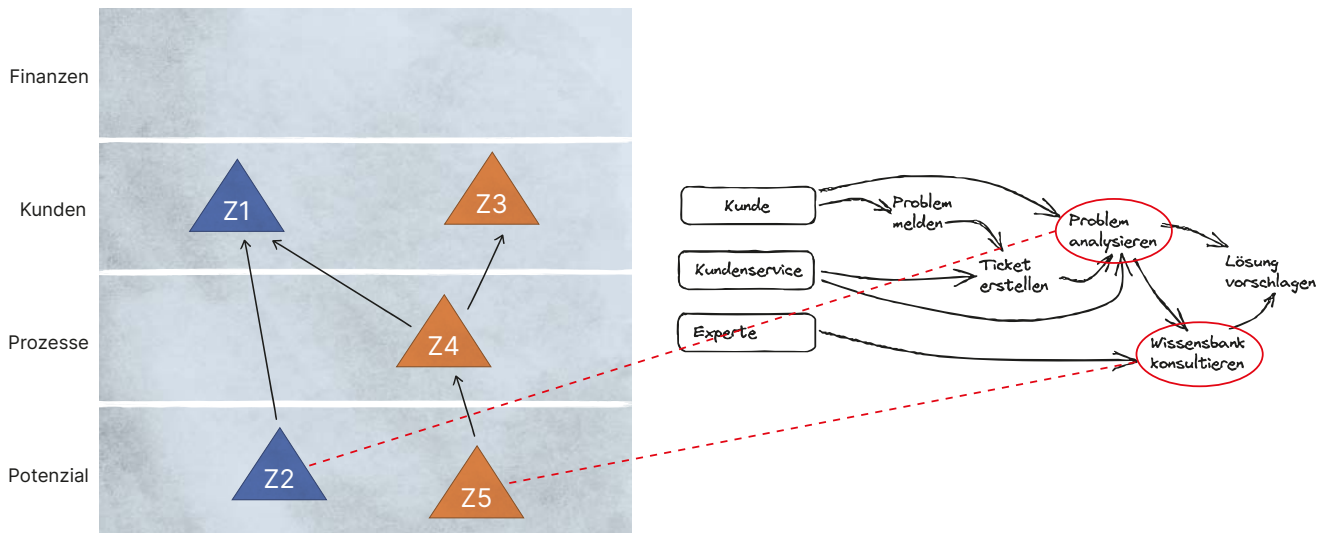 Finanzen
Kunden
Z1
Z3
Prozesse
Z4
Potenzial
Z2
Z5
Kunde
Problem
melden
Problem
analysieren
Kundenservice
Ticket
erstellen
Lösung
vorschlagen
Experte
Wissensbank
konsultieren